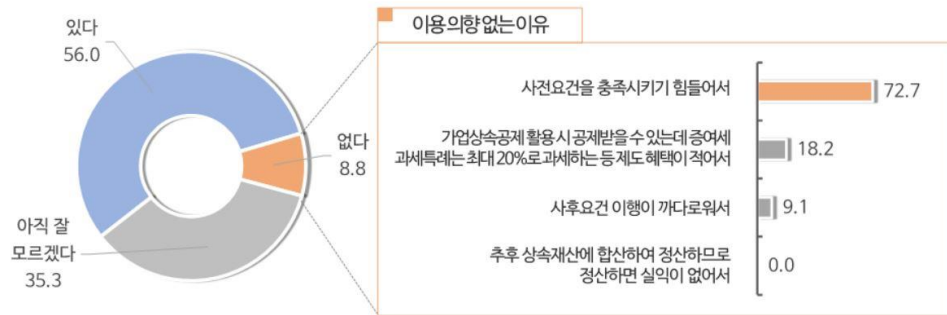 있다
56.0
없다
8.8
아직 잘
모르겠다
35.3
이용의향 없는 이유
사전요건을 충족시키기 힘들어서
72.7
가업상속공제 활용 시 공제받을 수 있는데 증여세
과세특례는 최대 20%로 과세하는 등 제도 혜택이 적어서
18.2
사후요건 이행이 까다로워서
9.1
추후 상속재산에 합산하여 정산하므로
정산하면 실익이 없어서
0.0